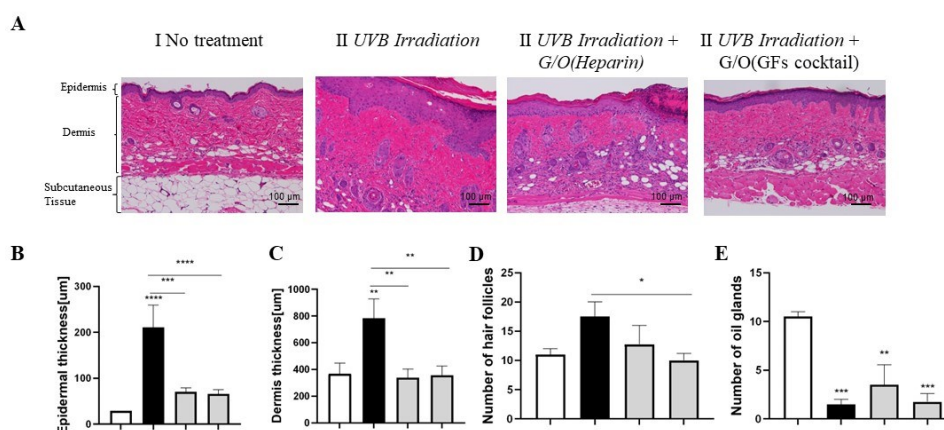 A
I No treatment
II UVB Irradiation
II UVB Irradiation +
G/O(Heparin)
II UVB Irradiation +
G/O(GFs cocktail)
Epidermis
Dermis
Subcutaneous
Tissue
100 µm
100 µm
100 µm
100 µm
B
Epidermal thickness[um]
300
200
100
0
****
***
****
C
Dermis thickness[um]
1000
800
600
400
200
0
**
**
**
D
Number of hair follicles
25
20
15
10
5
0
*
E
Number of oil glands
15
10
5
0
***
**
***